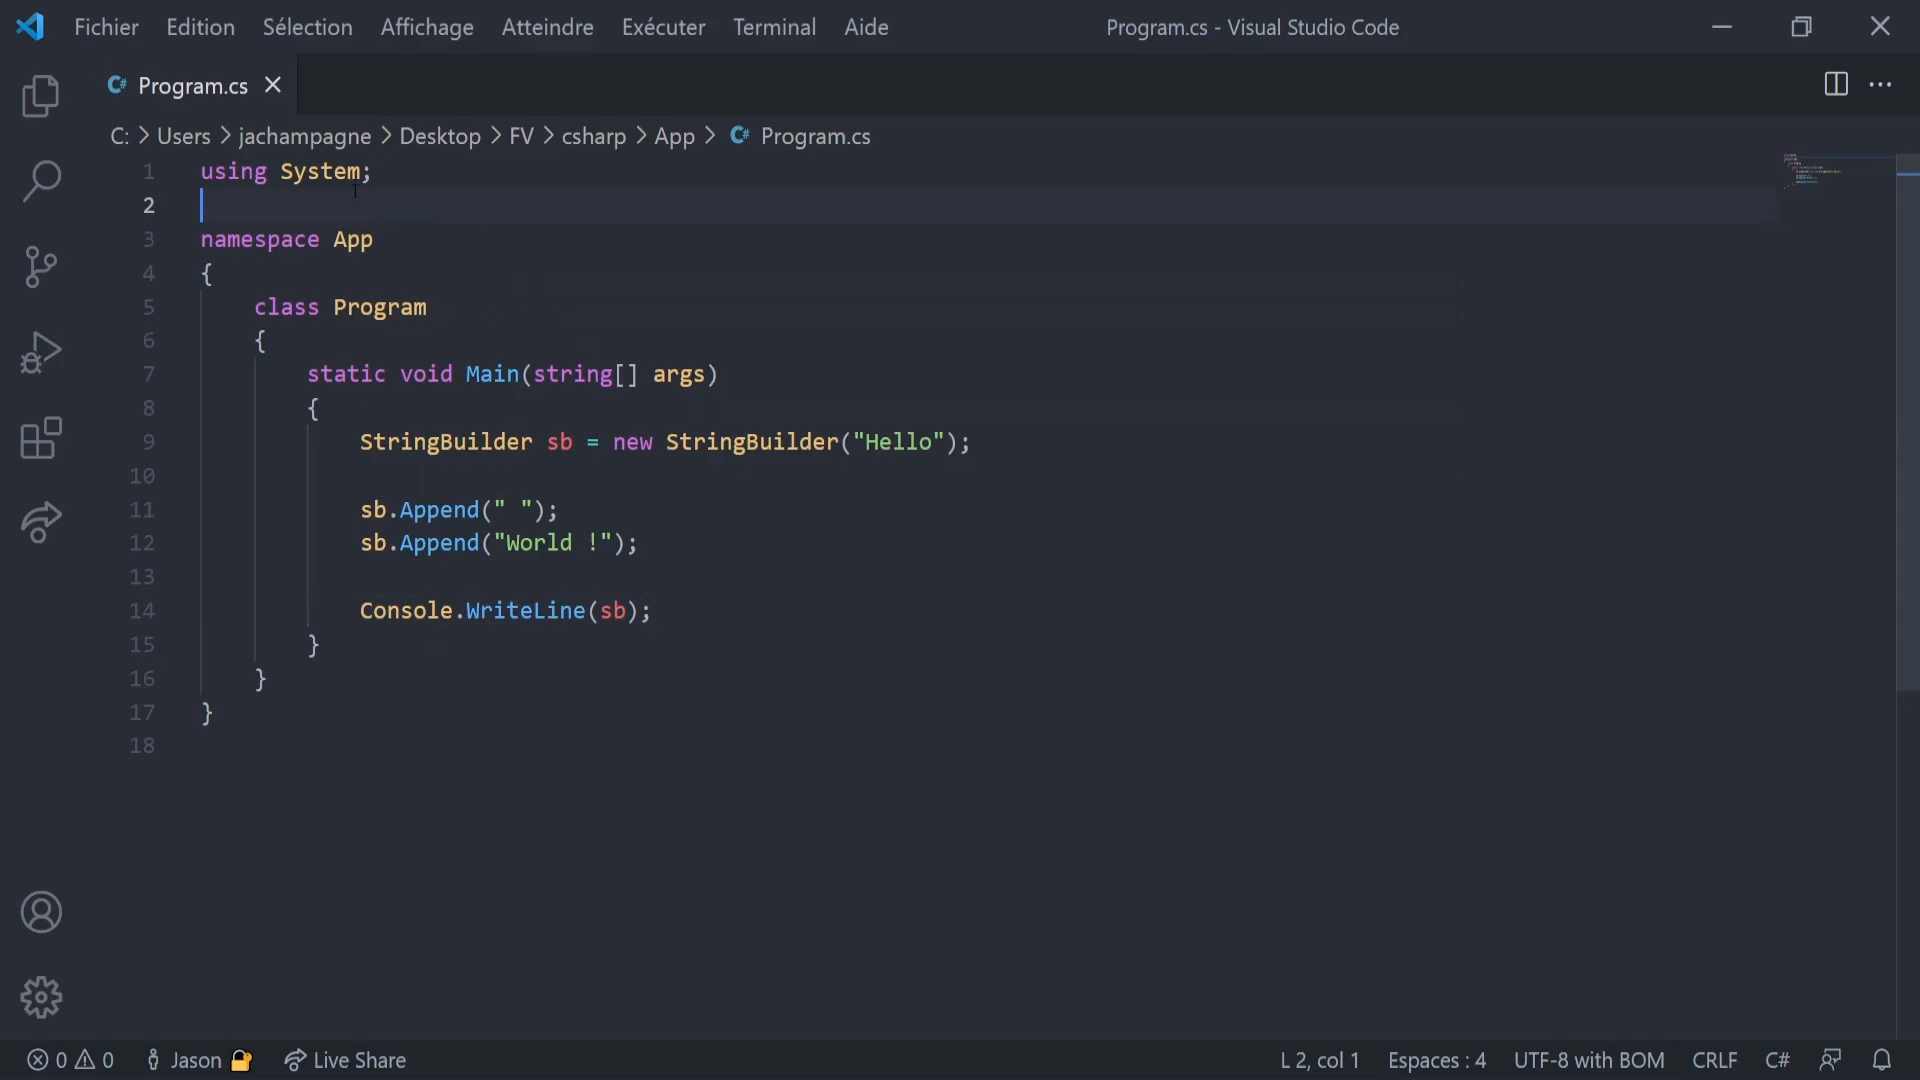 Fichier Edition Sélection Affichage Atteindre Exécuter Terminal Aide Program.cs - Visual Studio Code
Program.cs
C: > Users > jachampagne > Desktop > FV > csharp > App > Program.cs
1 using System;
2
3 namespace App
4 {
5 class Program
6 {
7 static void Main(string[] args)
8 {
9 StringBuilder sb = new StringBuilder("Hello");
10
11 sb.Append(" ");
12 sb.Append("World !");
13
14 Console.WriteLine(sb);
15 }
16 }
17 }
18
0 0 Jason Live Share L 2, col 1 Espaces : 4 UTF-8 with BOM CRLF C#